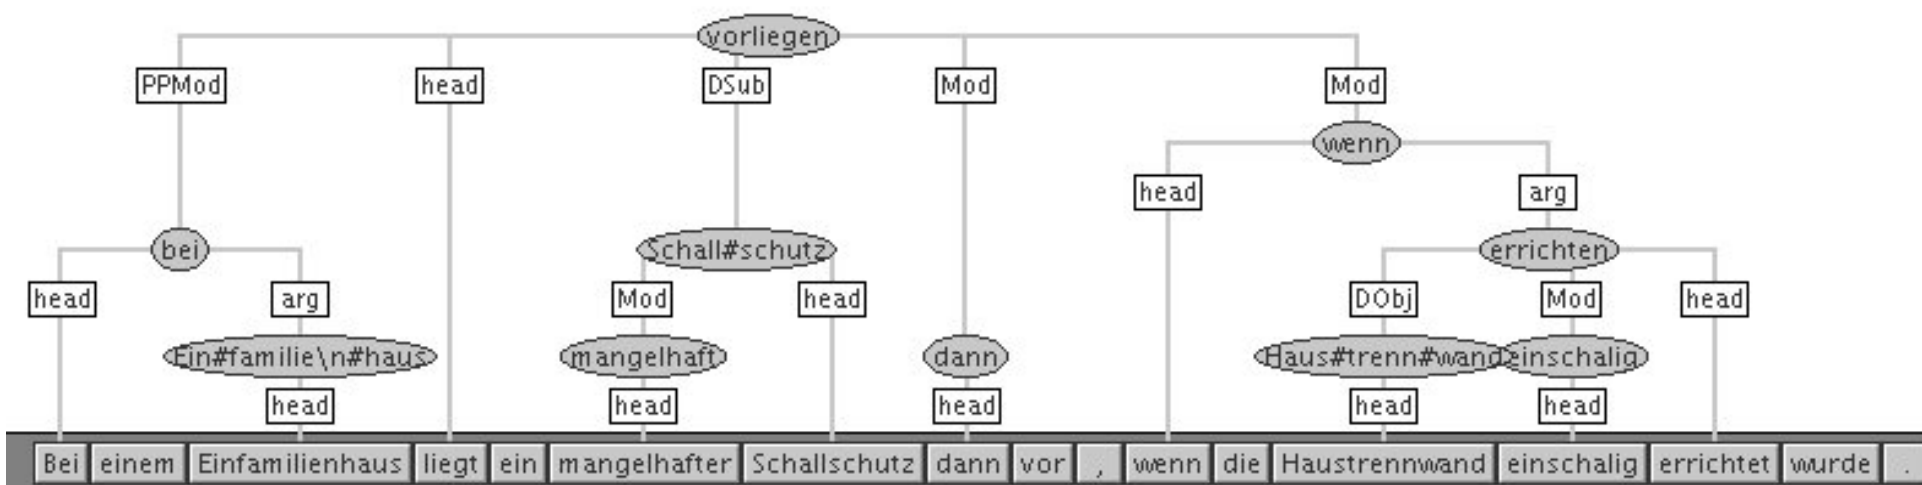 vorliegen
PPMod head DSub Mod Mod
wenn
head arg
bei Schall#schutz errichten
head arg Mod head DObj Mod head
Ein#familie\n#haus mangelhaft dann Haus#trenn#wand einschalig
head head head head head
Bei einem Einfamilienhaus liegt ein mangelhafter Schallschutz dann vor , wenn die Haustrennwand einschalig errichtet wurde .